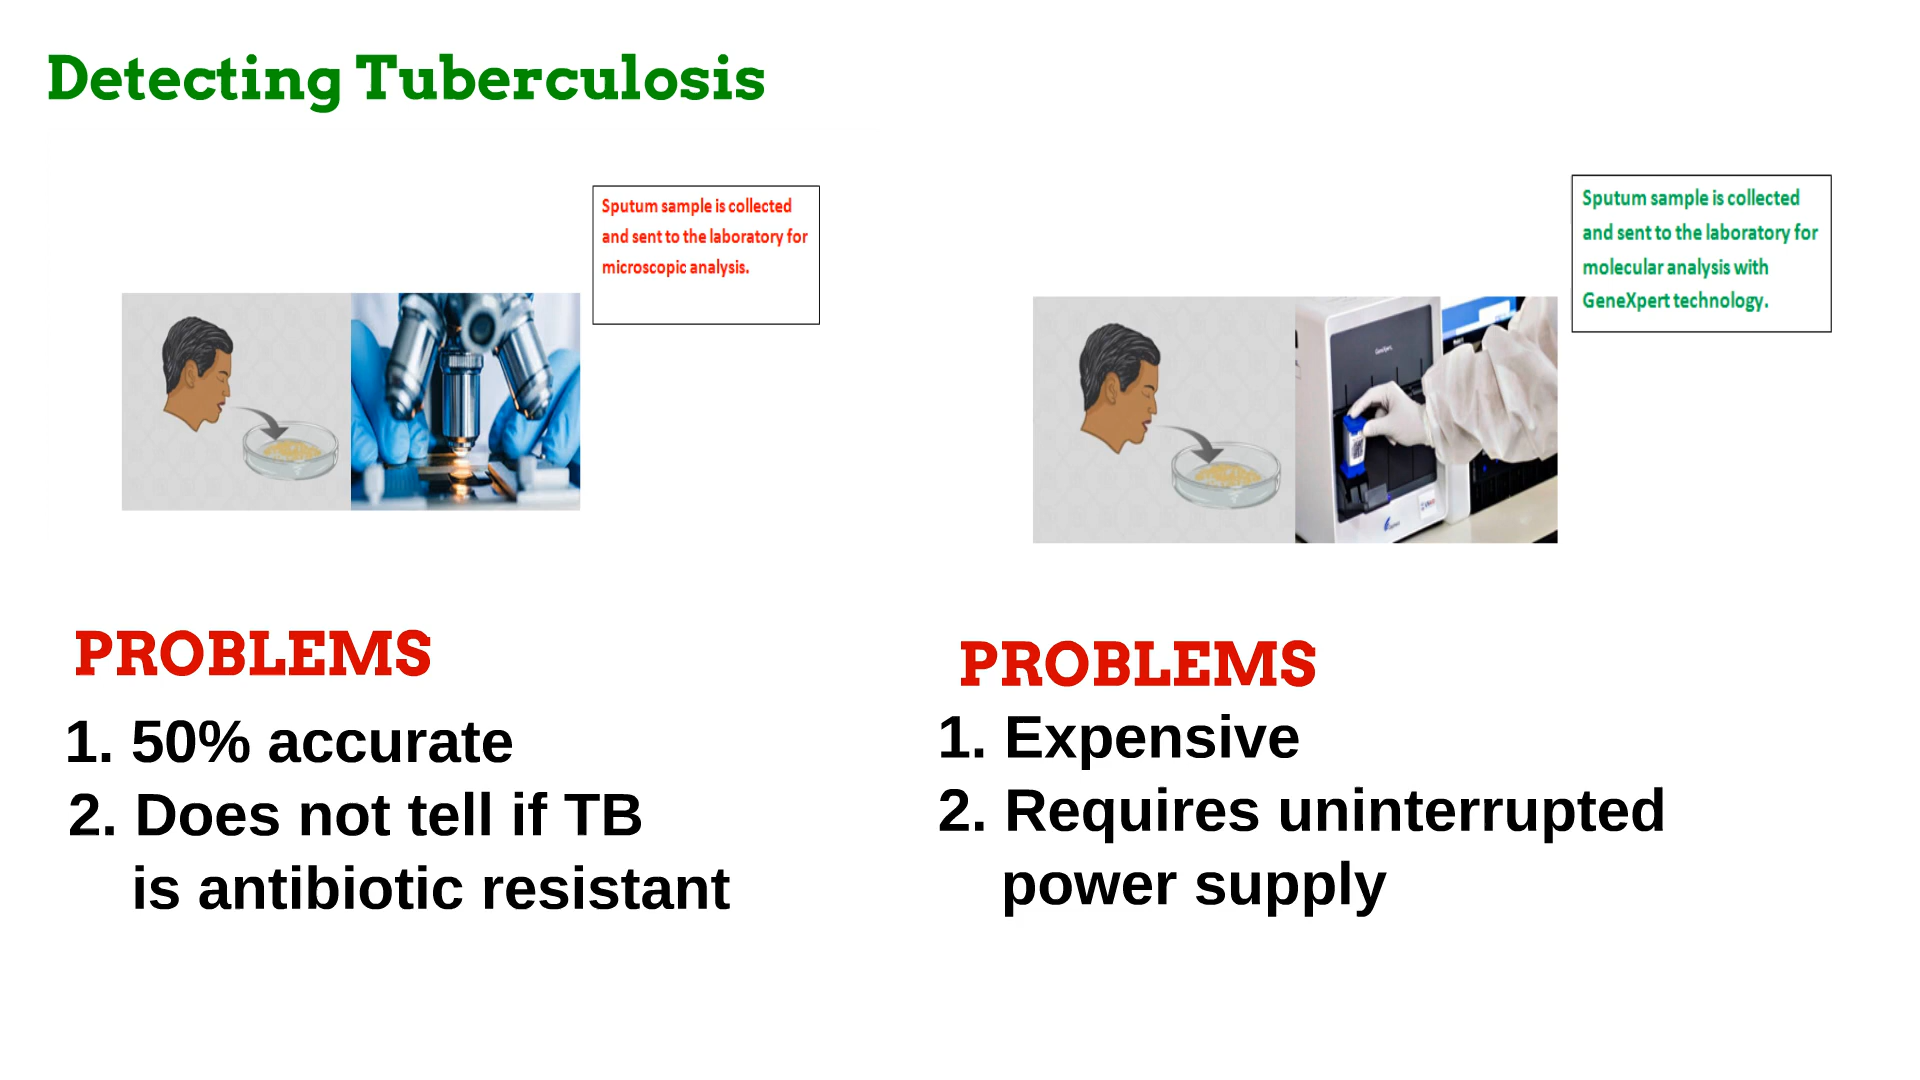 Detecting Tuberculosis
Sputum sample is collected
and sent to the laboratory for
microscopic analysis.
Sputum sample is collected
and sent to the laboratory for
molecular analysis with
GeneXpert technology.
GeneXpert
PROBLEMS
1. 50% accurate
2. Does not tell if TB
is antibiotic resistant
PROBLEMS
1. Expensive
2. Requires uninterrupted
power supply